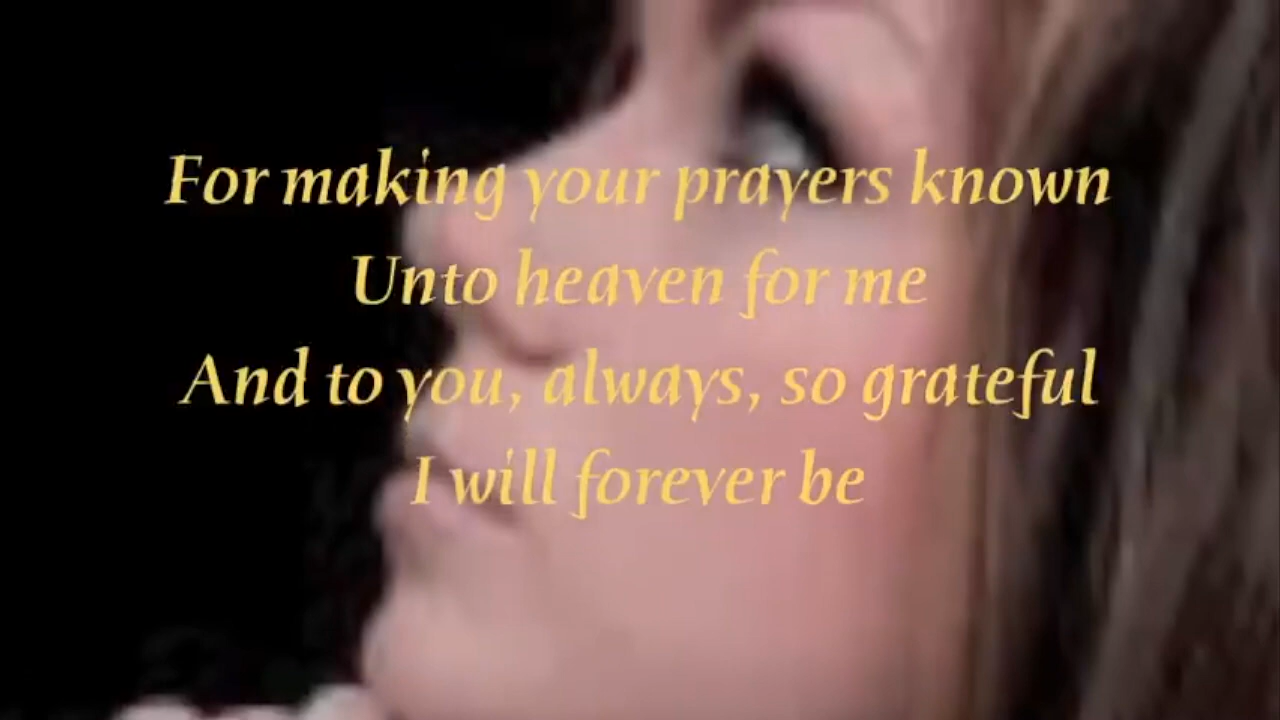 For making your prayers known
Unto heaven for me
And to you, always, so grateful
I will forever be